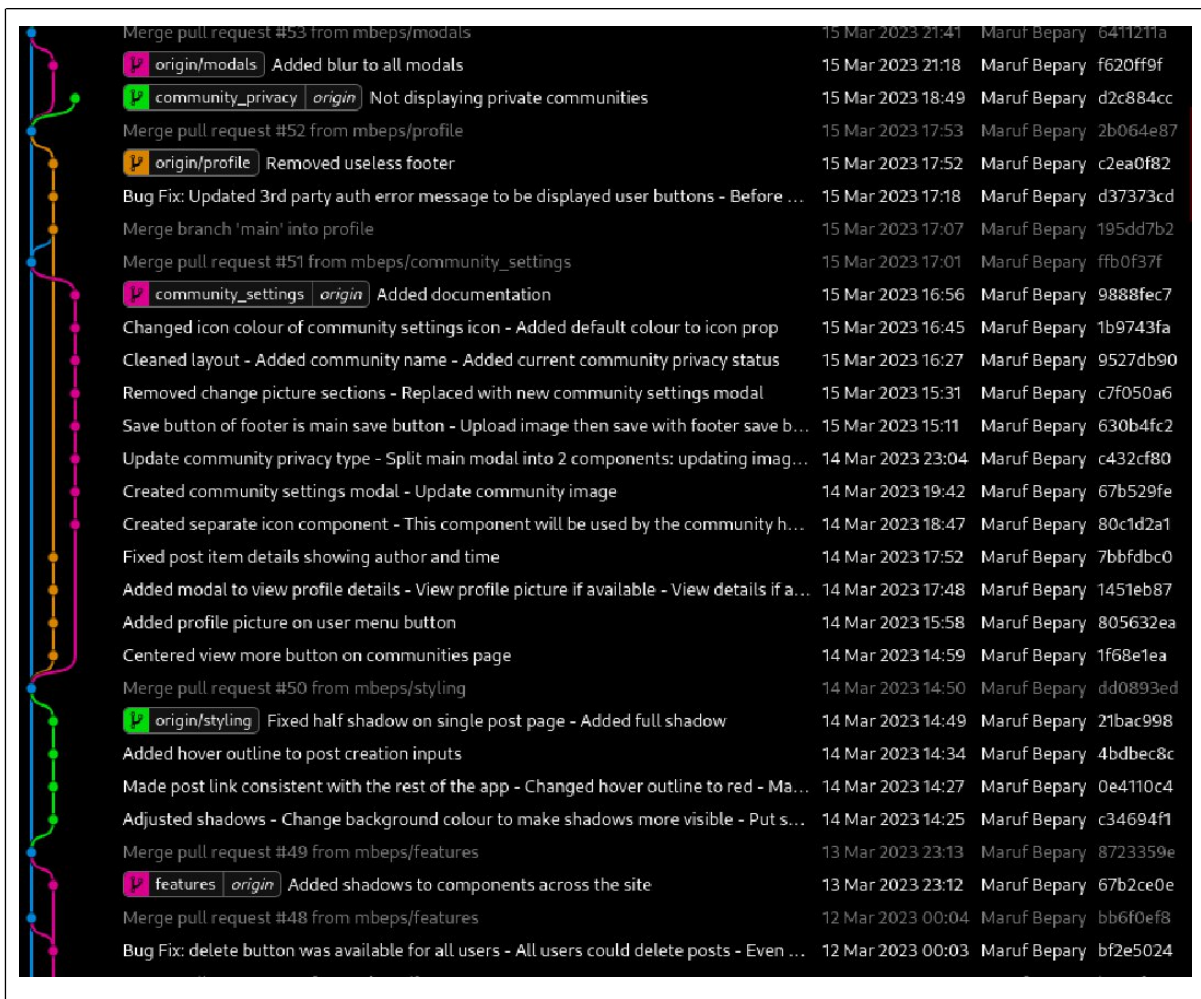 Merge pull request #53 from mbeps/modals 15 Mar 2023 21:41 Maruf Bepary 6411211a
origin/modals Added blur to all modals 15 Mar 2023 21:18 Maruf Bepary f620ff9f
community_privacy origin Not displaying private communities 15 Mar 2023 18:49 Maruf Bepary d2c884cc
Merge pull request #52 from mbeps/profile 15 Mar 2023 17:53 Maruf Bepary 2b064e87
origin/profile Removed useless footer 15 Mar 2023 17:52 Maruf Bepary c2ea0f82
Bug Fix: Updated 3rd party auth error message to be displayed user buttons - Before ... 15 Mar 2023 17:18 Maruf Bepary d37373cd
Merge branch 'main' into profile 15 Mar 2023 17:07 Maruf Bepary 195dd7b2
Merge pull request #51 from mbeps/community_settings 15 Mar 2023 17:01 Maruf Bepary ffb0f37f
community_settings origin Added documentation 15 Mar 2023 16:56 Maruf Bepary 9888fec7
Changed icon colour of community settings icon - Added default colour to icon prop 15 Mar 2023 16:45 Maruf Bepary 1b9743fa
Cleaned layout - Added community name - Added current community privacy status 15 Mar 2023 16:27 Maruf Bepary 9527db90
Removed change picture sections - Replaced with new community settings modal 15 Mar 2023 15:31 Maruf Bepary c7f050a6
Save button of footer is main save button - Upload image then save with footer save b... 15 Mar 2023 15:11 Maruf Bepary 630b4fc2
Update community privacy type - Split main modal into 2 components: updating imag... 14 Mar 2023 23:04 Maruf Bepary c432cf80
Created community settings modal - Update community image 14 Mar 2023 19:42 Maruf Bepary 67b529fe
Created separate icon component - This component will be used by the community h... 14 Mar 2023 18:47 Maruf Bepary 80c1d2a1
Fixed post item details showing author and time 14 Mar 2023 17:52 Maruf Bepary 7bbfdbc0
Added modal to view profile details - View profile picture if available - View details if a... 14 Mar 2023 17:48 Maruf Bepary 1451eb87
Added profile picture on user menu button 14 Mar 2023 15:58 Maruf Bepary 805632ea
Centered view more button on communities page 14 Mar 2023 14:59 Maruf Bepary 1f68e1ea
Merge pull request #50 from mbeps/styling 14 Mar 2023 14:50 Maruf Bepary dd0893ed
origin/styling Fixed half shadow on single post page - Added full shadow 14 Mar 2023 14:49 Maruf Bepary 21bac998
Added hover outline to post creation inputs 14 Mar 2023 14:34 Maruf Bepary 4bdbec8c
Made post link consistent with the rest of the app - Changed hover outline to red - Ma... 14 Mar 2023 14:27 Maruf Bepary 0e4110c4
Adjusted shadows - Change background colour to make shadows more visible - Put s... 14 Mar 2023 14:25 Maruf Bepary c34694f1
Merge pull request #49 from mbeps/features 13 Mar 2023 23:13 Maruf Bepary 8723359e
features origin Added shadows to components across the site 13 Mar 2023 23:12 Maruf Bepary 67b2ce0e
Merge pull request #48 from mbeps/features 12 Mar 2023 00:04 Maruf Bepary bb6f0ef8
Bug Fix: delete button was available for all users - All users could delete posts - Even ... 12 Mar 2023 00:03 Maruf Bepary bf2e5024